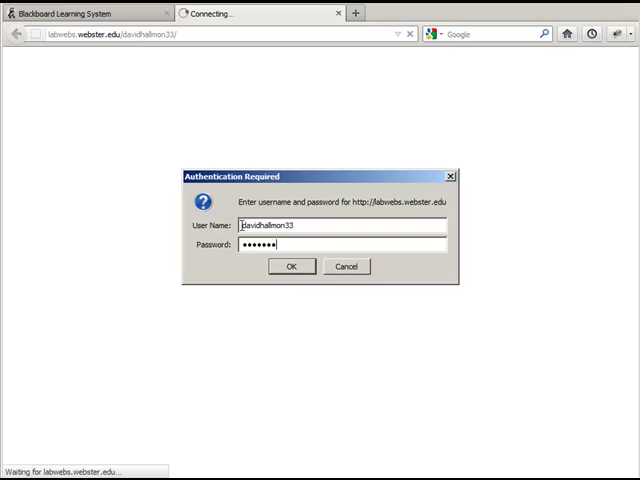 Blackboard Learning System
Connecting...
labwebs.webster.edu/davidhallmon33/
Google
Authentication Required
Enter username and password for http://labwebs.webster.edu
User Name: davidhallmon33
Password: •••••••
OK Cancel
Waiting for labwebs.webster.edu...